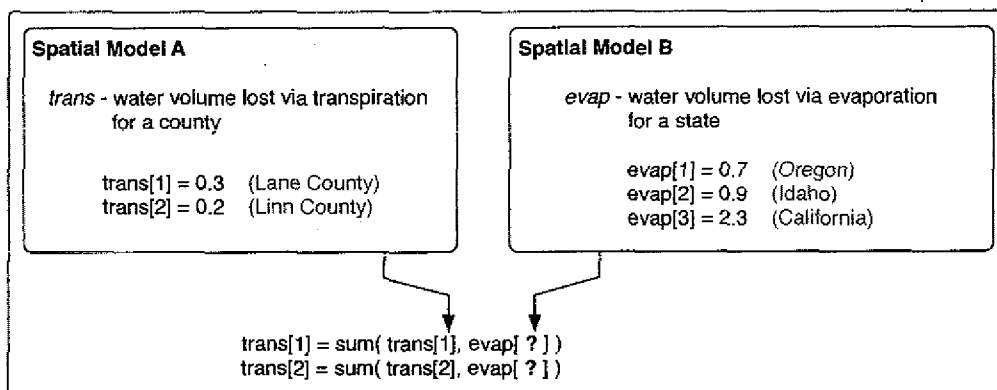 Spatial Model A
trans - water volume lost via transpiration
for a county
trans[1] = 0.3 (Lane County)
trans[2] = 0.2 (Linn County)
Spatial Model B
evap - water volume lost via evaporation
for a state
evap[1] = 0.7 (Oregon)
evap[2] = 0.9 (Idaho)
evap[3] = 2.3 (California)
trans[1] = sum( trans[1], evap[ ? ] )
trans[2] = sum( trans[2], evap[ ? ] )